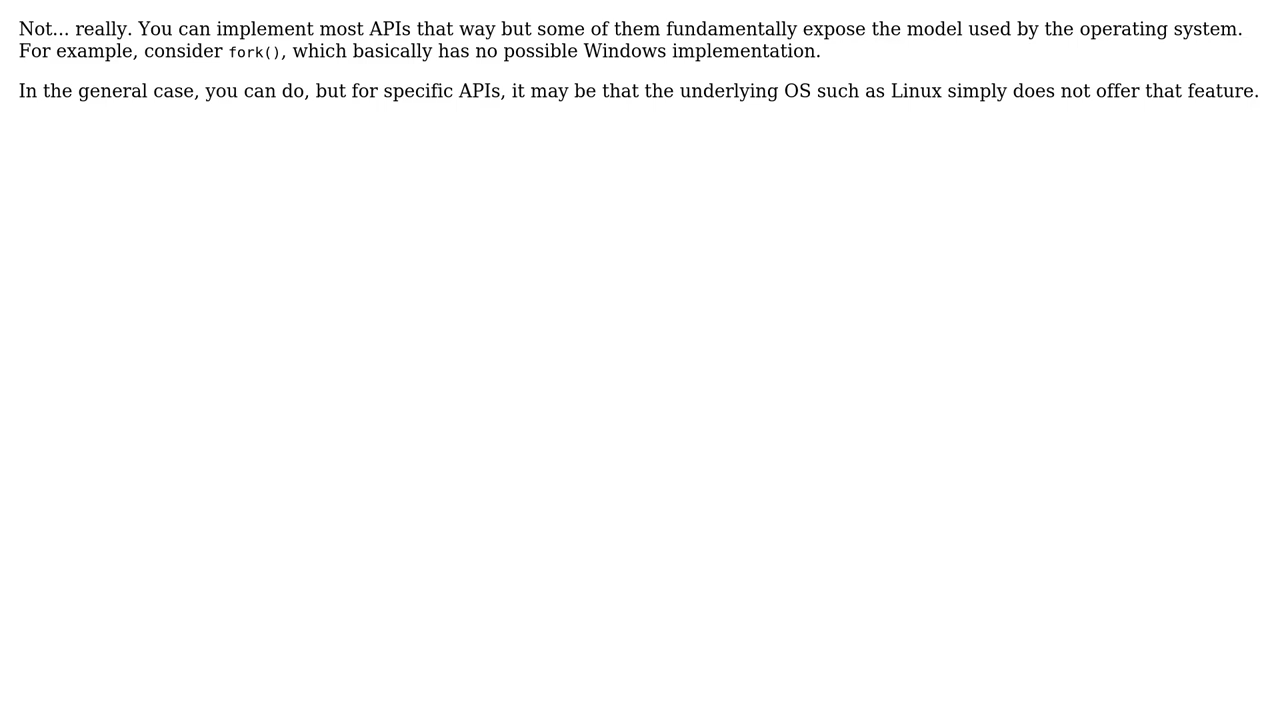 Not... really. You can implement most APIs that way but some of them fundamentally expose the model used by the operating system.
For example, consider fork(), which basically has no possible Windows implementation.
In the general case, you can do, but for specific APIs, it may be that the underlying OS such as Linux simply does not offer that feature.